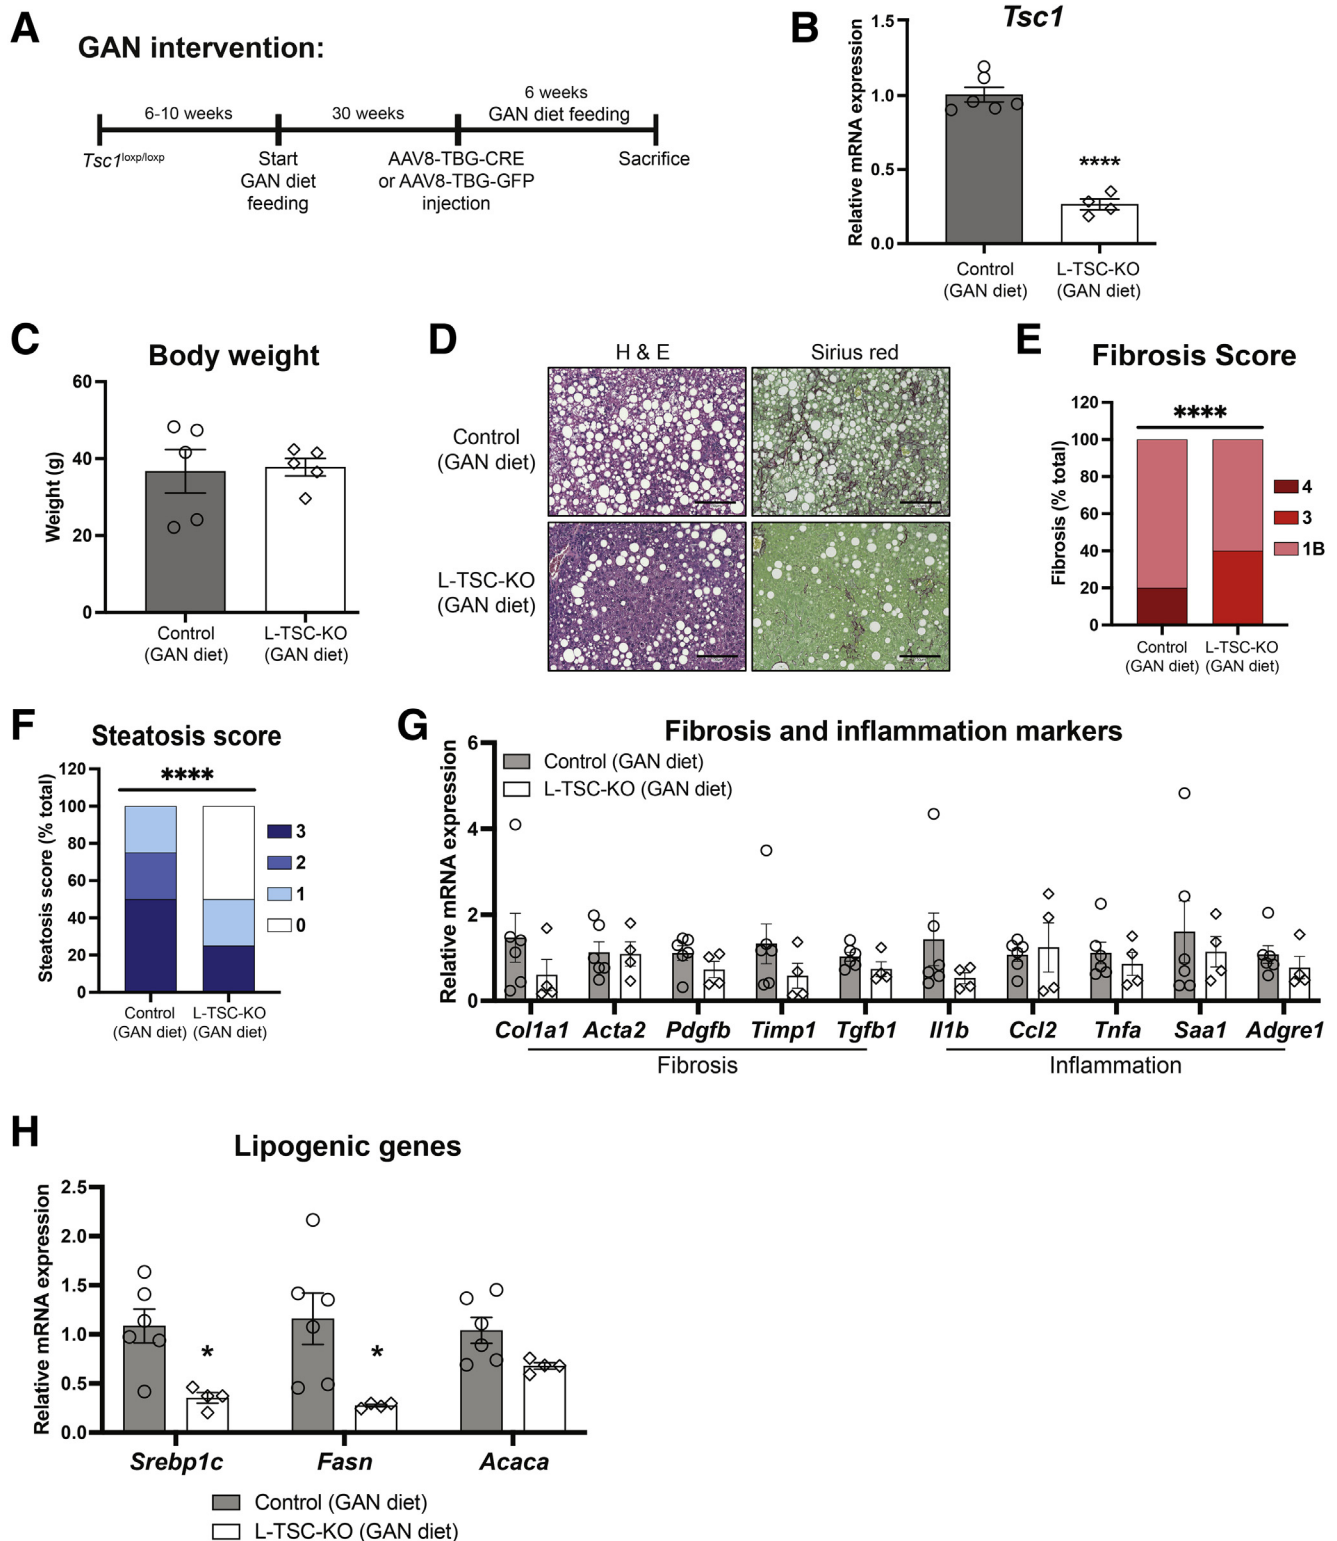 A
GAN intervention:
6-10 weeks
30 weeks
6 weeks
GAN diet feeding
Tsc1loxp/loxp
Start
GAN diet
feeding
AAV8-TBG-CRE
or AAV8-TBG-GFP
injection
Sacrifice
B
Tsc1
Relative mRNA expression
1.5
1.0
0.5
0.0
****
Control
(GAN diet)
L-TSC-KO
(GAN diet)
C
Body weight
Weight (g)
60
40
20
0
Control
(GAN diet)
L-TSC-KO
(GAN diet)
D
H & E
Sirius red
Control
(GAN diet)
L-TSC-KO
(GAN diet)
E
Fibrosis Score
Fibrosis (% total)
120
100
80
60
40
20
0
****
4
3
1B
Control
(GAN diet)
L-TSC-KO
(GAN diet)
F
Steatosis score
Steatosis score (% total)
120
100
80
60
40
20
0
****
3
2
1
0
Control
(GAN diet)
L-TSC-KO
(GAN diet)
G
Fibrosis and inflammation markers
Relative mRNA expression
6
4
2
0
Control (GAN diet)
L-TSC-KO (GAN diet)
Col1a1 Acta2 Pdgfb Timp1 Tgfb1 Il1b Ccl2 Tnfa Saa1 Adgre1
Fibrosis
Inflammation
H
Lipogenic genes
Relative mRNA expression
2.5
2.0
1.5
1.0
0.5
0.0
*
*
Srebp1c Fasn Acaca
Control (GAN diet)
L-TSC-KO (GAN diet)